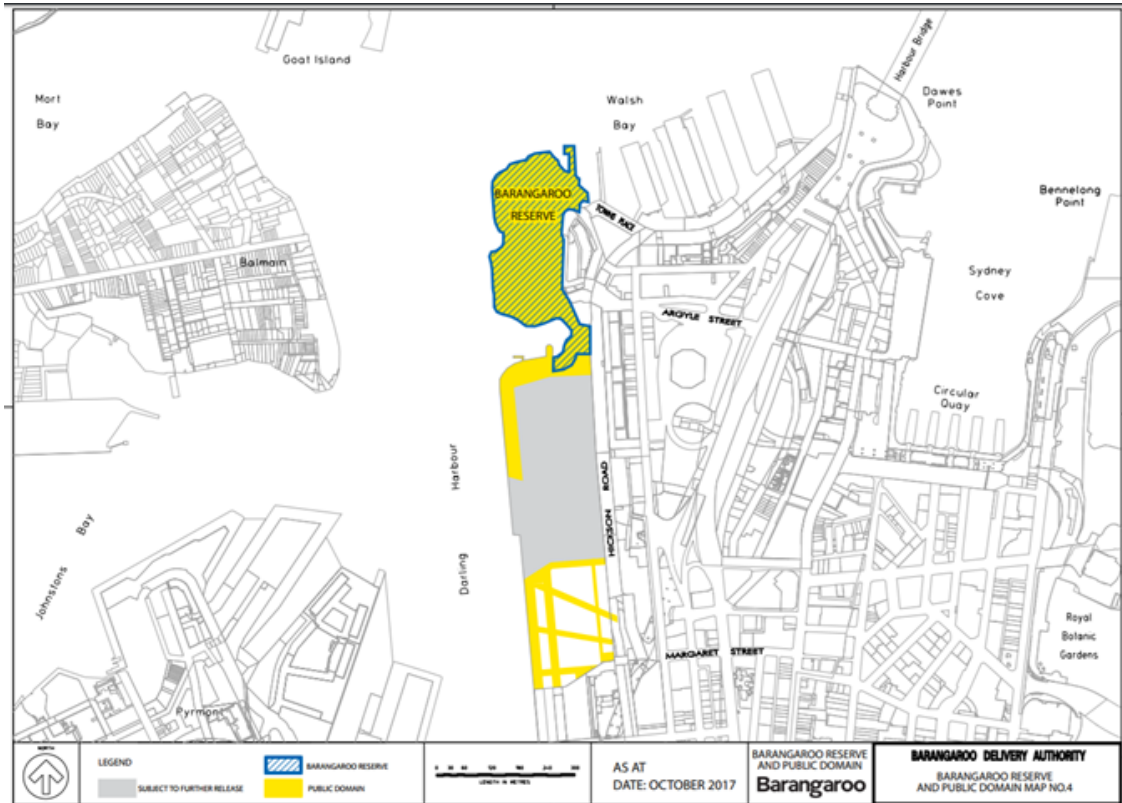 Goat Island
Mort
Bay
Walsh
Bay
Harbour Bridge
Dawes
Point
BARANGAROO
RESERVE
Bennelong
Point
TOWNS PLACE
Balmain
Sydney
Cove
ARGYLE STREET
Circular
Quay
Darling Harbour
HICKSON ROAD
Johnstons Bay
MARGARET STREET
Royal
Botanic
Gardens
Pyrmont
NORTH
LEGEND
SUBJECT TO FURTHER RELEASE
BARANGAROO RESERVE
PUBLIC DOMAIN
LENGTH IN METRES
AS AT
DATE: OCTOBER 2017
BARANGAROO RESERVE
AND PUBLIC DOMAIN
Barangaroo
BARANGAROO DELIVERY AUTHORITY
BARANGAROO RESERVE
AND PUBLIC DOMAIN MAP NO.4